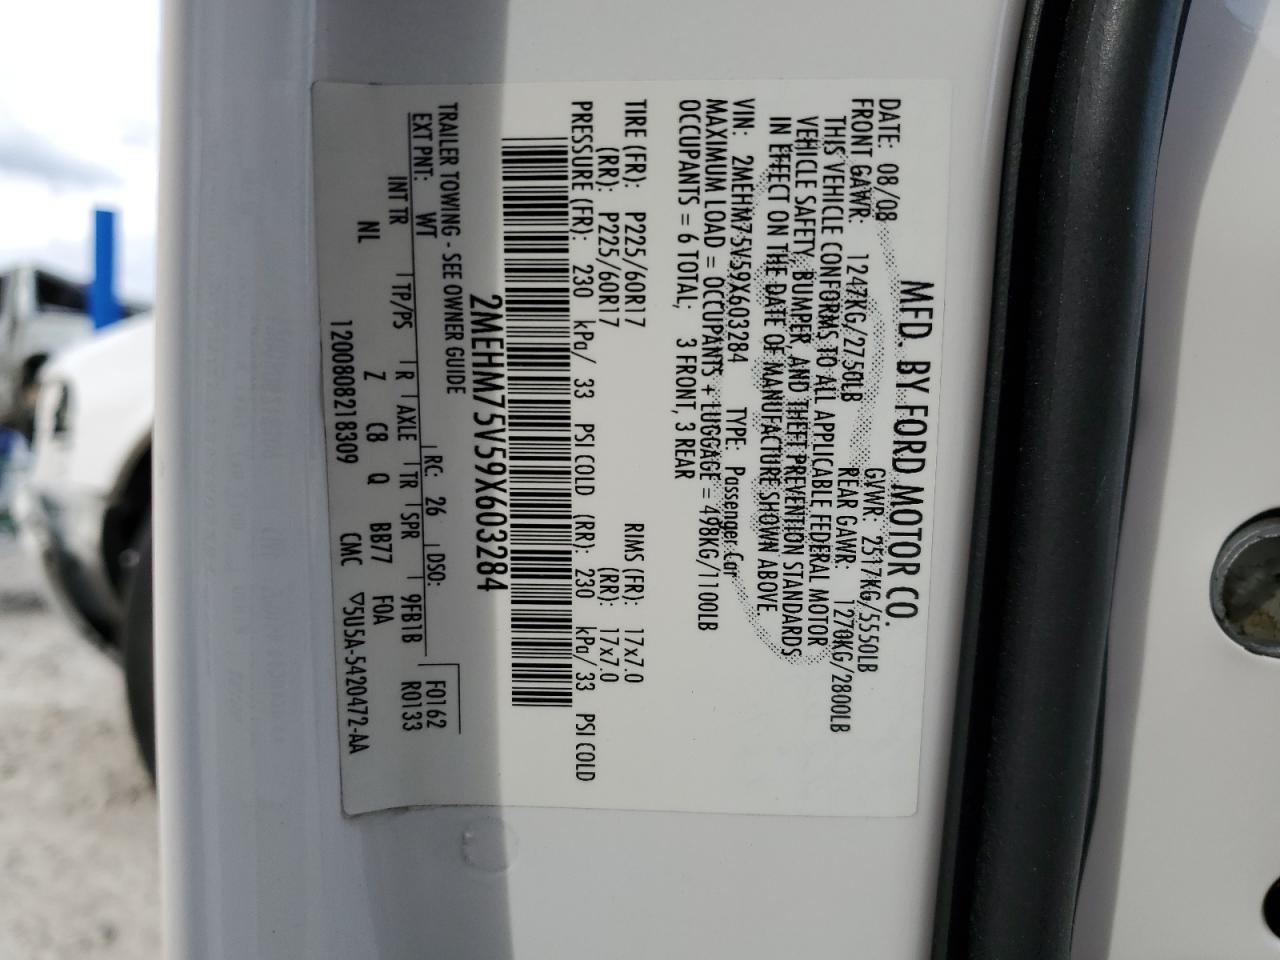 MFD. BY FORD MOTOR CO.
DATE: 08/08 GVWR: 2517KG/5550LB
FRONT GAWR: 1247KG/2750LB REAR GAWR: 1270KG/2800LB
THIS VEHICLE CONFORMS TO ALL APPLICABLE FEDERAL MOTOR
VEHICLE SAFETY, BUMPER, AND THEFT PREVENTION STANDARDS
IN EFFECT ON THE DATE OF MANUFACTURE SHOWN ABOVE.
VIN: 2MEHM75V59X603284 TYPE: Passenger Car
MAXIMUM LOAD = OCCUPANTS + LUGGAGE = 498KG/1100LB
OCCUPANTS = 6 TOTAL; 3 FRONT, 3 REAR
TIRE (FR): P225/60R17 RIMS (FR): 17x7.0
(RR): P225/60R17 (RR): 17x7.0
PRESSURE (FR): 230 kPa/ 33 PSI COLD (RR): 230 kPa/33 PSI COLD
2MEHM75V59X603284
TRAILER TOWING - SEE OWNER GUIDE
RC: 26 DSO: F0162
EXT PNT: WT 9FB1B R0133
INT TR TP/PS R AXLE TR SPR
NL Z C8 Q BB77 F0A
1200808218309 CMC ▽5U5A-5420472-AA